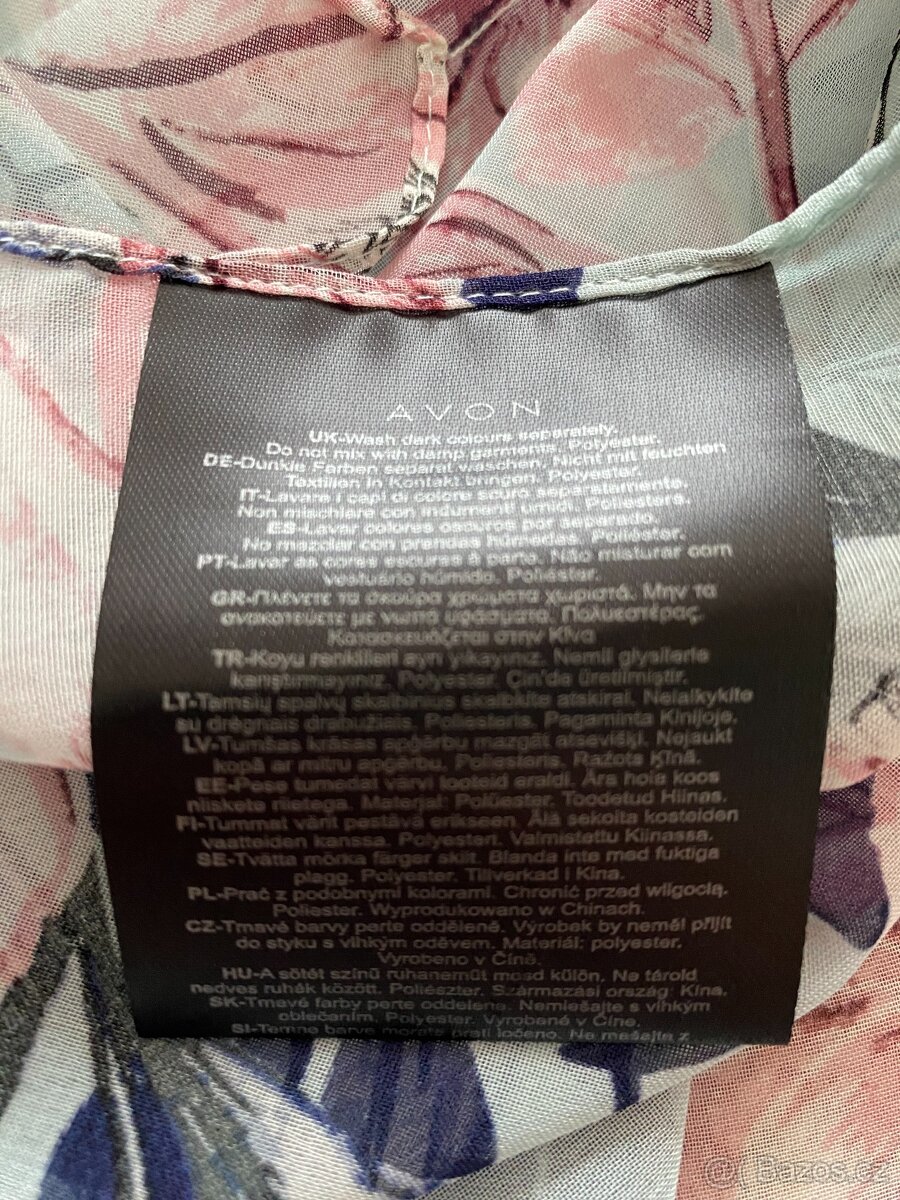 AVON
UK-Wash dark colours separately.
Do not mix with damp garments. Polyester.
DE-Dunkle Farben separat waschen. Nicht mit feuchten
Textilien in Kontakt bringen. Polyester.
IT-Lavare i capi di colore scuro separatamente.
Non mischiare con indumenti umidi. Poliestere.
ES-Lavar colores oscuros por separado.
No mezclar con prendas húmedas. Poliéster.
PT-Lavar as cores escuras à parte. Não misturar com
vestuário húmido. Poliéster.
GR-Πλένετε τα σκούρα χρώματα χωριστά. Μην τα
ανακατεύετε με νωπά υφάσματα. Πολυεστέρας.
Κατασκευάζεται στην Κίνα
TR-Koyu renklileri ayrı yıkayınız. Nemli giysilerle
karıştırmayınız. Polyester. Çin'de üretilmiştir.
LT-Tamsių spalvų skalbinius skalbkite atskirai. Nelaikykite
su drėgnais drabužiais. Poliesteris. Pagaminta Kinijoje.
LV-Tumšas krāsas apģērbu mazgāt atsevišķi. Nejaukt
kopā ar mitru apģērbu. Poliesteris. Ražots Ķīnā.
EE-Pese tumedat värvi tooteid eraldi. Ära hoia koos
niiskete riietega. Materjal: Polüester. Toodetud Hiinas.
FI-Tummat värit pestävä erikseen. Älä sekoita kosteiden
vaatteiden kanssa. Polyesteri. Valmistettu Kiinassa.
SE-Tvätta mörka färger skilt. Blanda inte med fuktiga
plagg. Polyester. Tillverkad i Kina.
PL-Prać z podobnymi kolorami. Chronić przed wilgocią.
Poliester. Wyprodukowano w Chinach.
CZ-Tmavé barvy perte odděleně. Výrobek by neměl přijít
do styku s vlhkým oděvem. Materiál: polyester.
Vyrobeno v Číně.
HU-A sötét színű ruhaneműt mosd külön. Ne tárold
nedves ruhák között. Poliészter. Származási ország: Kína.
SK-Tmavé farby perte oddelene. Nemiešajte s vlhkým
oblečením. Polyester. Vyrobené v Číne.
SI-Temne barve morate prati ločeno. Ne mešajte z
© Bazos.cz